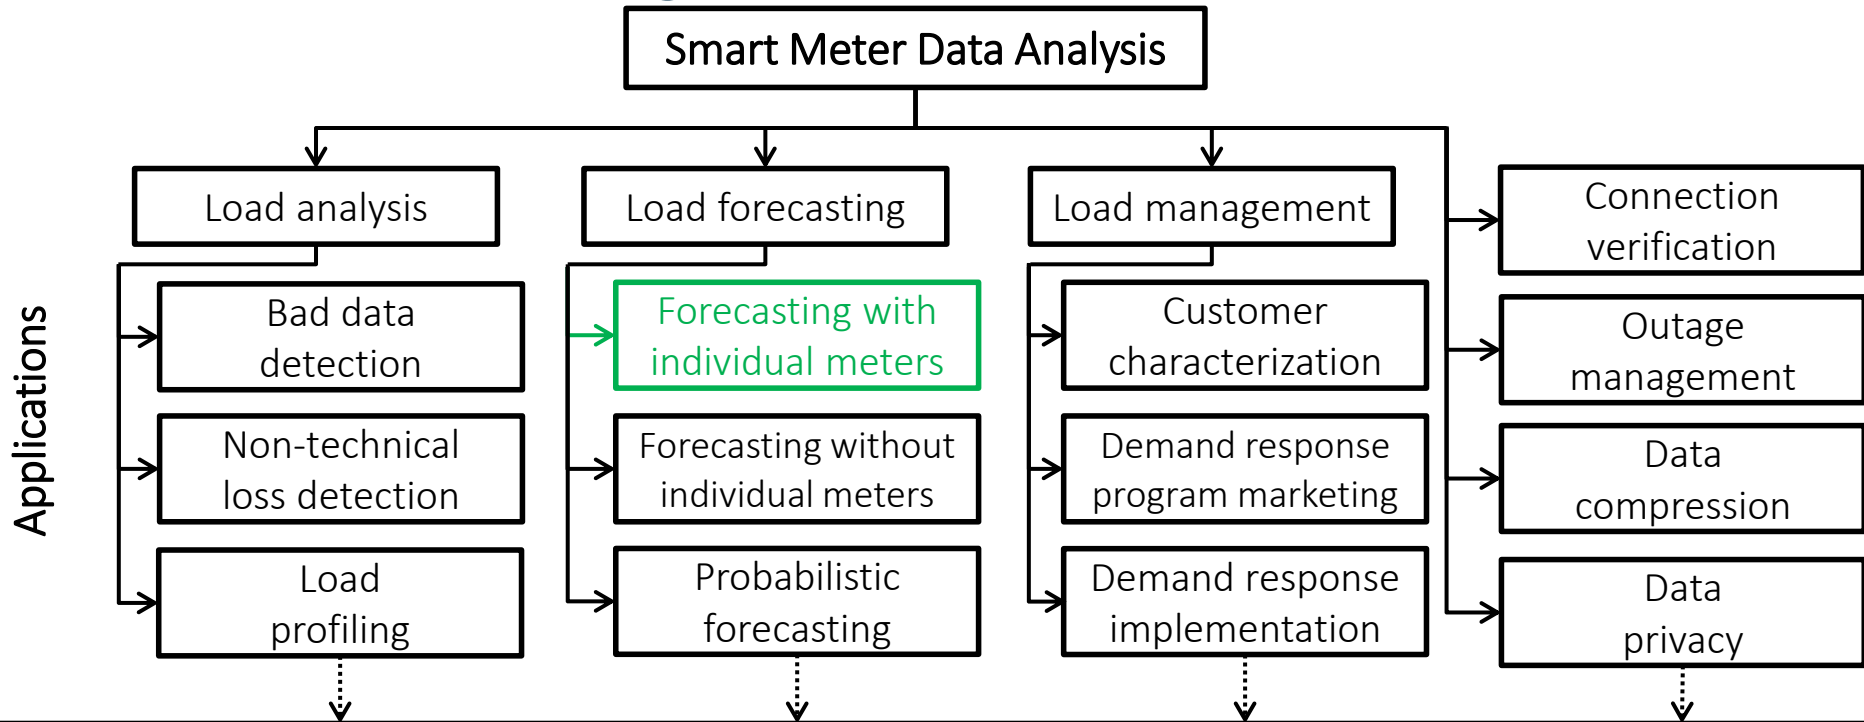 Smart Meter Data Analysis
Load analysis
Load forecasting
Load management
Connection
verification
Applications
Bad data
detection
Forecasting with
individual meters
Customer
characterization
Outage
management
Non-technical
loss detection
Forecasting without
individual meters
Demand response
program marketing
Data
compression
Load
profiling
Probabilistic
forecasting
Demand response
implementation
Data
privacy